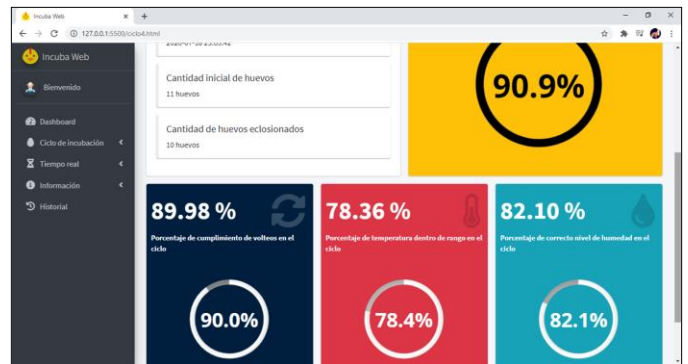 Incuba Web
127.0.0.1:5500/ciclo4.html
Incuba Web
Bienvenido
Dashboard
Ciclo de incubación
Tiempo real
Información
Historial
Cantidad inicial de huevos
11 huevos
Cantidad de huevos eclosionados
10 huevos
90.9%
89.98 %
Porcentaje de cumplimiento de volteos en el
ciclo
90.0%
78.36 %
Porcentaje de temperatura dentro de rango en el
ciclo
78.4%
82.10 %
Porcentaje de correcto nivel de humedad en el
ciclo
82.1%